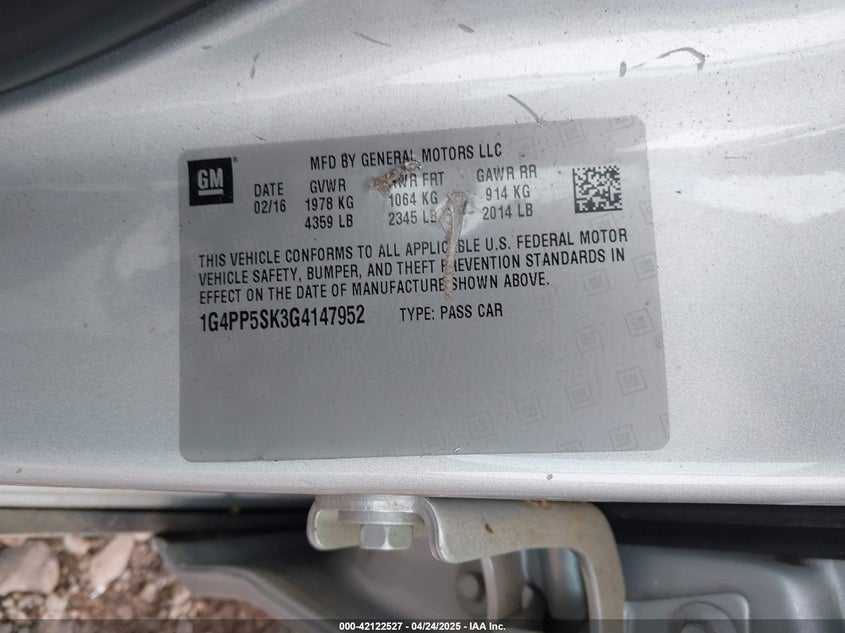 GM
MFD BY GENERAL MOTORS LLC
DATE GVWR GAWR FRT GAWR RR
02/16 1978 KG 1064 KG 914 KG
4359 LB 2345 LB 2014 LB
THIS VEHICLE CONFORMS TO ALL APPLICABLE U.S. FEDERAL MOTOR
VEHICLE SAFETY, BUMPER, AND THEFT PREVENTION STANDARDS IN
EFFECT ON THE DATE OF MANUFACTURE SHOWN ABOVE.
1G4PP5SK3G4147952 TYPE: PASS CAR
000-42122527 - 04/24/2025 - IAA Inc.